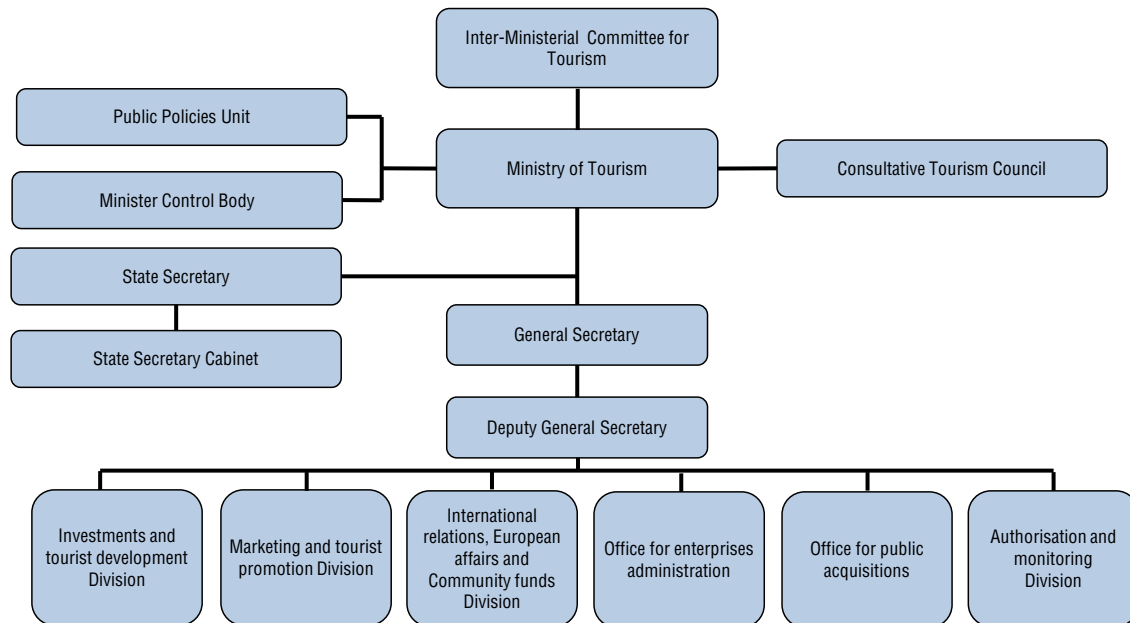 Inter-Ministerial Committee for
Tourism
Public Policies Unit
Ministry of Tourism
Consultative Tourism Council
Minister Control Body
State Secretary
General Secretary
State Secretary Cabinet
Deputy General Secretary
Investments and
tourist development
Division
Marketing and tourist
promotion Division
International
relations, European
affairs and
Community funds
Division
Office for enterprises
administration
Office for public
acquisitions
Authorisation and
monitoring
Division